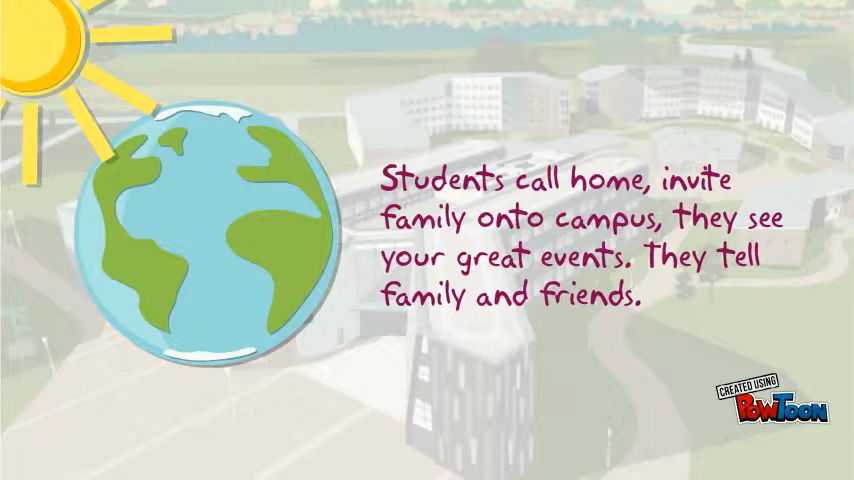 Students call home, invite
family onto campus, they see
your great events. They tell
family and friends.
CREATED USING
POWTOON